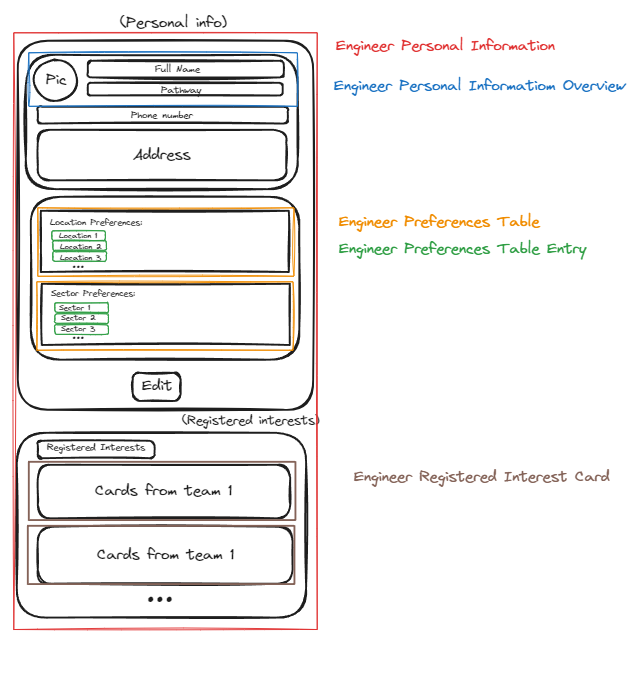 (Personal info)
Engineer Personal Information
Pic
Full Name
Pathway
Engineer Personal Informatiom Overview
Phone number
Address
Location Preferences:
Location 1
Location 2
Location 3
...
Engineer Preferences Table
Engineer Preferences Table Entry
Sector Preferences:
Sector 1
Sector 2
Sector 3
...
Edit
(Registered interests)
Registered Interests
Cards from team 1
Engineer Registered Interest Card
Cards from team 1
...